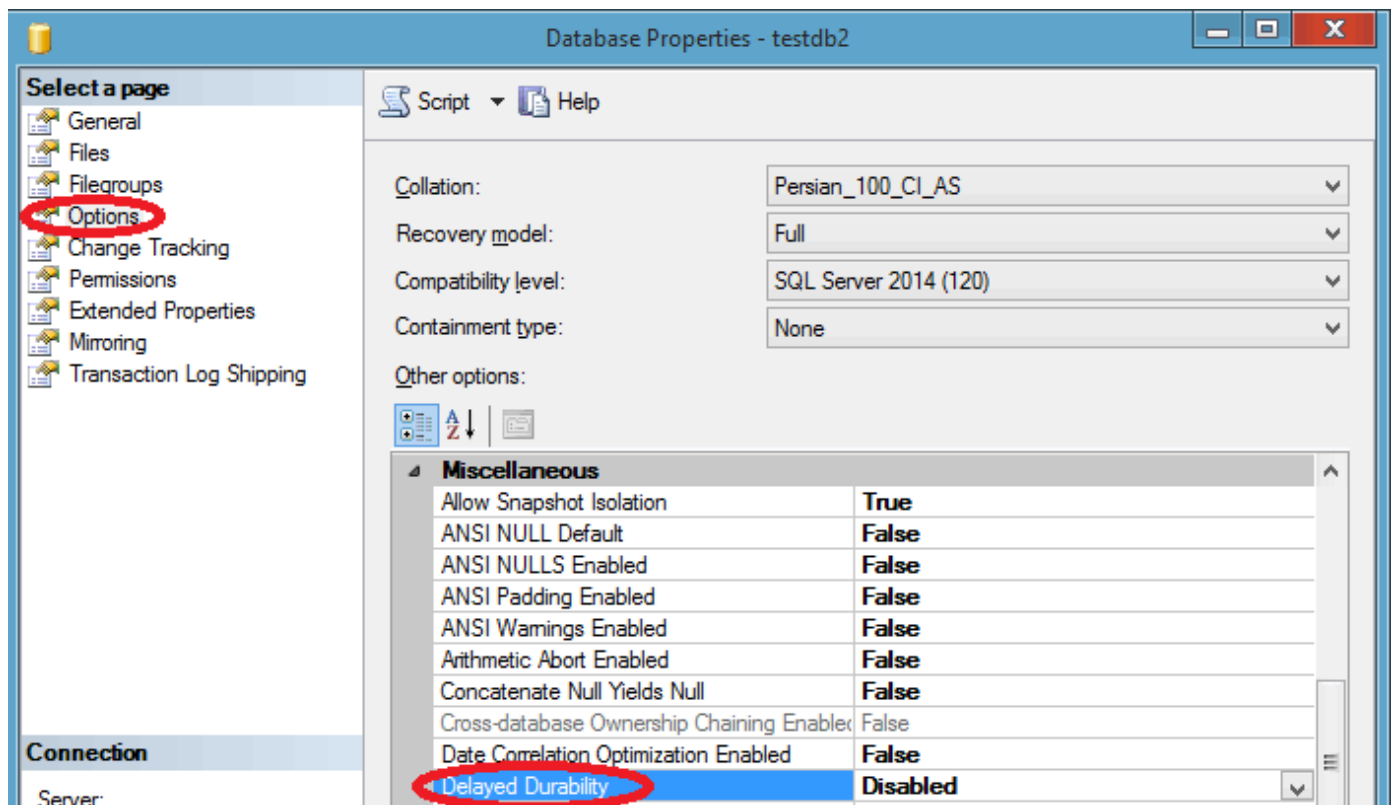 Database Properties - testdb2
X
Select a page
General
Files
Filegroups
Options
Change Tracking
Permissions
Extended Properties
Mirroring
Transaction Log Shipping
Connection
Server:
Script Help
Collation: Persian_100_CI_AS
Recovery model: Full
Compatibility level: SQL Server 2014 (120)
Containment type: None
Other options:
A
Z
Miscellaneous
Allow Snapshot Isolation True
ANSI NULL Default False
ANSI NULLS Enabled False
ANSI Padding Enabled False
ANSI Warnings Enabled False
Arithmetic Abort Enabled False
Concatenate Null Yields Null False
Cross-database Ownership Chaining Enabled False
Date Correlation Optimization Enabled False
Delayed Durability Disabled